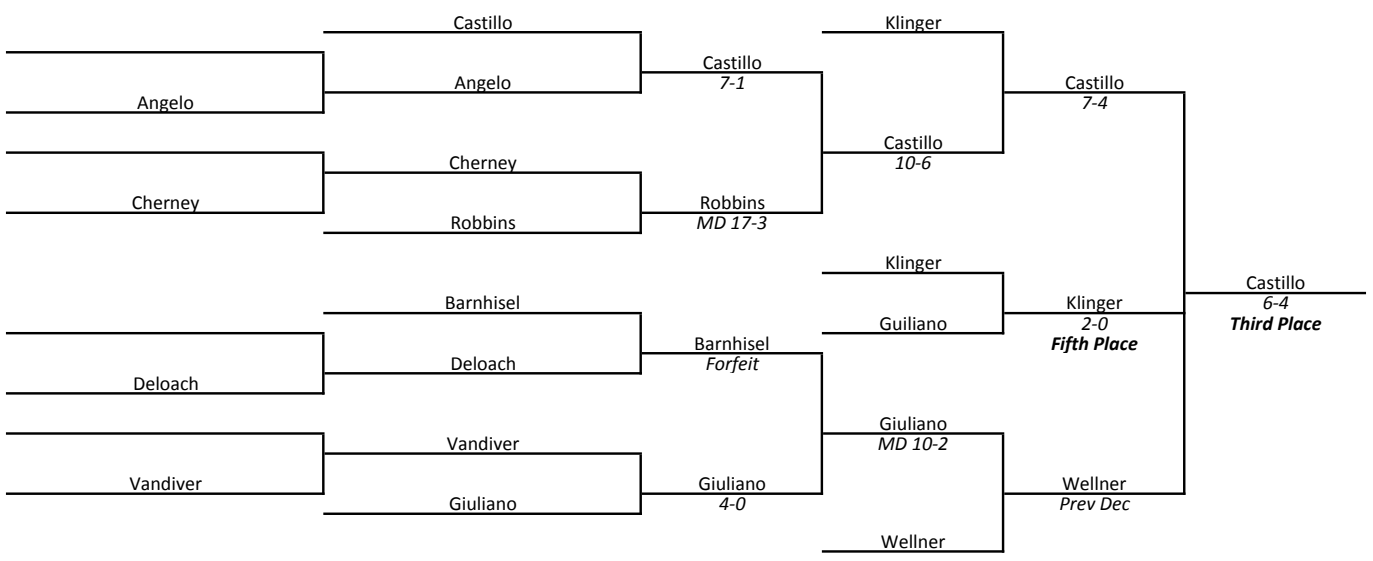 Castillo
Angelo
Angelo
Castillo
7-1
Klinger
Castillo
7-4
Castillo
10-6
Cherney
Cherney
Robbins
Robbins
MD 17-3
Klinger
Guiliano
Klinger
2-0
Fifth Place
Castillo
6-4
Third Place
Barnhisel
Deloach
Deloach
Barnhisel
Forfeit
Giuliano
MD 10-2
Vandiver
Vandiver
Giuliano
Giuliano
4-0
Wellner
Prev Dec
Wellner